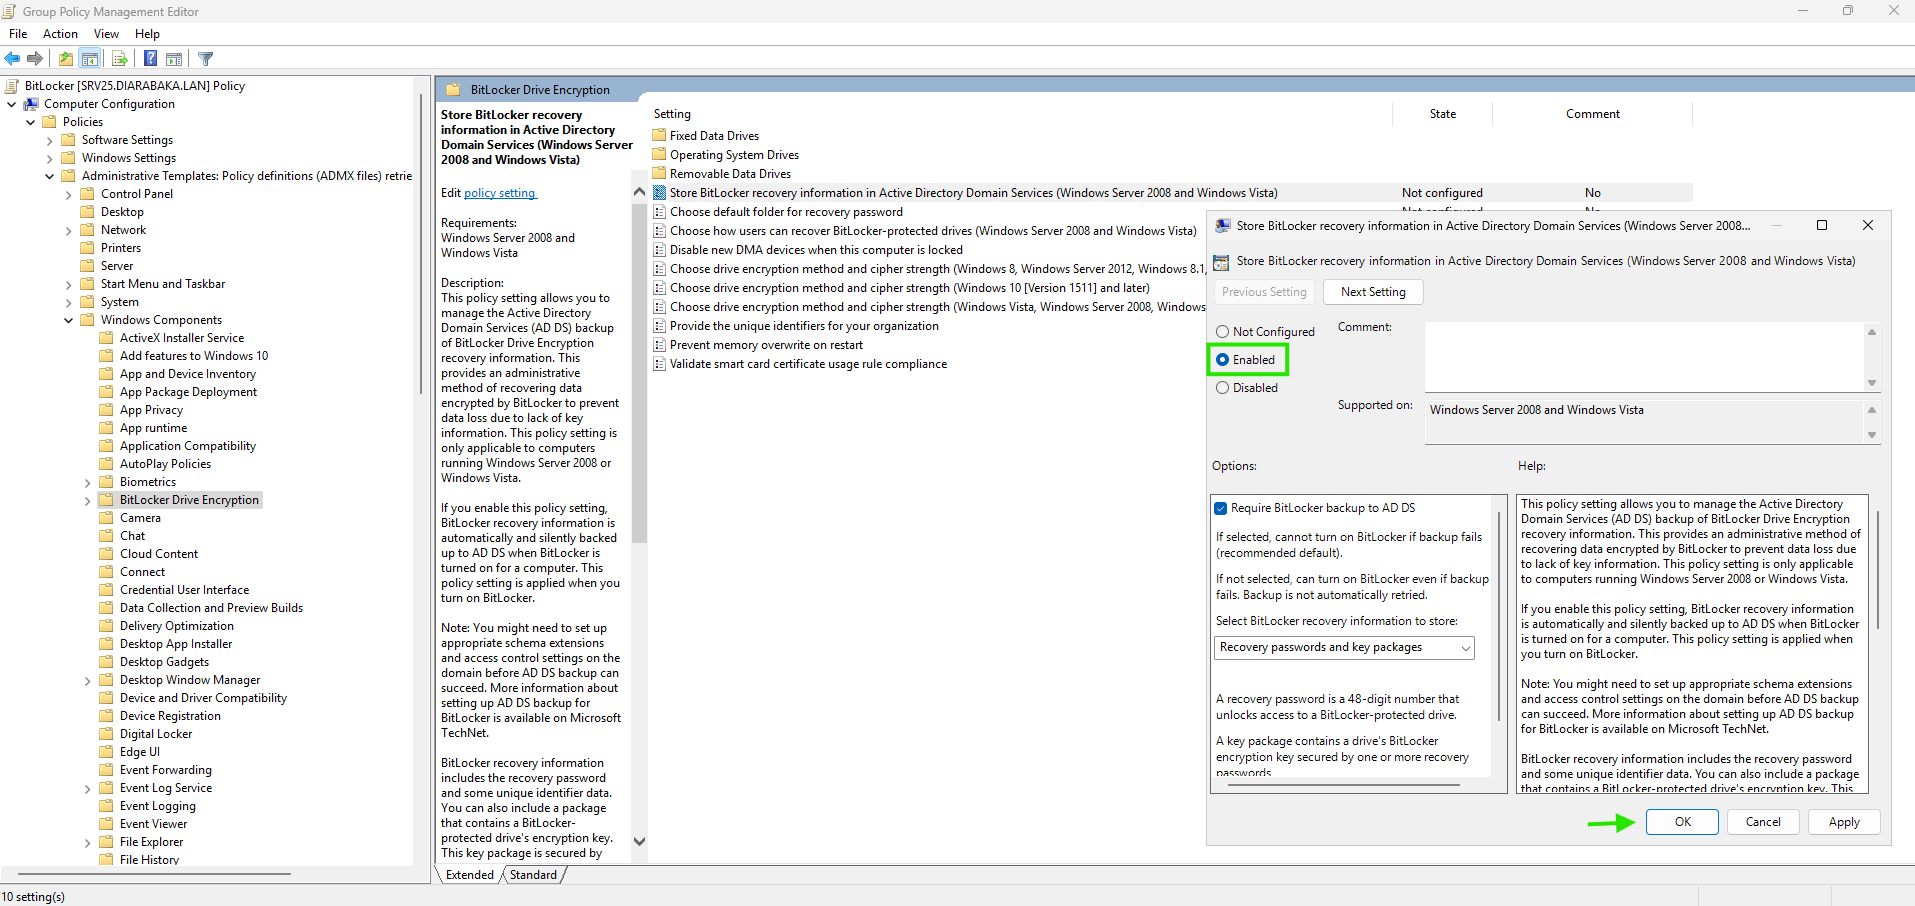 Group Policy Management Editor
File Action View Help
BitLocker [SRV25.DIARABAKA.LAN] Policy
Computer Configuration
Policies
Software Settings
Windows Settings
Administrative Templates: Policy definitions (ADMX files) retrie
Control Panel
Desktop
Network
Printers
Server
Start Menu and Taskbar
System
Windows Components
ActiveX Installer Service
Add features to Windows 10
App and Device Inventory
App Package Deployment
App Privacy
App runtime
Application Compatibility
AutoPlay Policies
Biometrics
BitLocker Drive Encryption
Camera
Chat
Cloud Content
Connect
Credential User Interface
Data Collection and Preview Builds
Delivery Optimization
Desktop App Installer
Desktop Gadgets
Desktop Window Manager
Device and Driver Compatibility
Device Registration
Digital Locker
Edge UI
Event Forwarding
Event Log Service
Event Logging
Event Viewer
File Explorer
File History
BitLocker Drive Encryption
Store BitLocker recovery
information in Active Directory
Domain Services (Windows Server
2008 and Windows Vista)
Edit policy setting
Requirements:
Windows Server 2008 and
Windows Vista
Description:
This policy setting allows you to
manage the Active Directory
Domain Services (AD DS) backup
of BitLocker Drive Encryption
recovery information. This
provides an administrative
method of recovering data
encrypted by BitLocker to prevent
data loss due to lack of key
information. This policy setting is
only applicable to computers
running Windows Server 2008 or
Windows Vista.
If you enable this policy setting,
BitLocker recovery information is
automatically and silently backed
up to AD DS when BitLocker is
turned on for a computer. This
policy setting is applied when you
turn on BitLocker.
Note: You might need to set up
appropriate schema extensions
and access control settings on the
domain before AD DS backup can
succeed. More information about
setting up AD DS backup for
BitLocker is available on Microsoft
TechNet.
BitLocker recovery information
includes the recovery password
and some unique identifier data.
You can also include a package
that contains a BitLocker-
protected drive's encryption key.
This key package is secured by
Setting State Comment
Fixed Data Drives
Operating System Drives
Removable Data Drives
Store BitLocker recovery information in Active Directory Domain Services (Windows Server 2008 and Windows Vista) Not configured No
Choose default folder for recovery password
Choose how users can recover BitLocker-protected drives (Windows Server 2008 and Windows Vista)
Disable new DMA devices when this computer is locked
Choose drive encryption method and cipher strength (Windows 8, Windows Server 2012, Windows 8.1,
Choose drive encryption method and cipher strength (Windows 10 [Version 1511] and later)
Choose drive encryption method and cipher strength (Windows Vista, Windows Server 2008, Windows
Provide the unique identifiers for your organization
Prevent memory overwrite on restart
Validate smart card certificate usage rule compliance
Store BitLocker recovery information in Active Directory Domain Services (Windows Server 2008...
Store BitLocker recovery information in Active Directory Domain Services (Windows Server 2008 and Windows Vista)
Previous Setting Next Setting
Not Configured
Enabled
Disabled
Comment:
Supported on:
Windows Server 2008 and Windows Vista
Options:
Help:
Require BitLocker backup to AD DS
If selected, cannot turn on BitLocker if backup fails
(recommended default).
If not selected, can turn on BitLocker even if backup
fails. Backup is not automatically retried.
Select BitLocker recovery information to store:
Recovery passwords and key packages
A recovery password is a 48-digit number that
unlocks access to a BitLocker-protected drive.
A key package contains a drive's BitLocker
encryption key secured by one or more recovery
passwords
This policy setting allows you to manage the Active Directory
Domain Services (AD DS) backup of BitLocker Drive Encryption
recovery information. This provides an administrative method of
recovering data encrypted by BitLocker to prevent data loss due
to lack of key information. This policy setting is only applicable
to computers running Windows Server 2008 or Windows Vista.
If you enable this policy setting, BitLocker recovery information
is automatically and silently backed up to AD DS when BitLocker
is turned on for a computer. This policy setting is applied when
you turn on BitLocker.
Note: You might need to set up appropriate schema extensions
and access control settings on the domain before AD DS backup
can succeed. More information about setting up AD DS backup
for BitLocker is available on Microsoft TechNet.
BitLocker recovery information includes the recovery password
and some unique identifier data. You can also include a package
that contains a BitLocker-protected drive's encryption key. This
OK Cancel Apply
Extended Standard
10 setting(s)